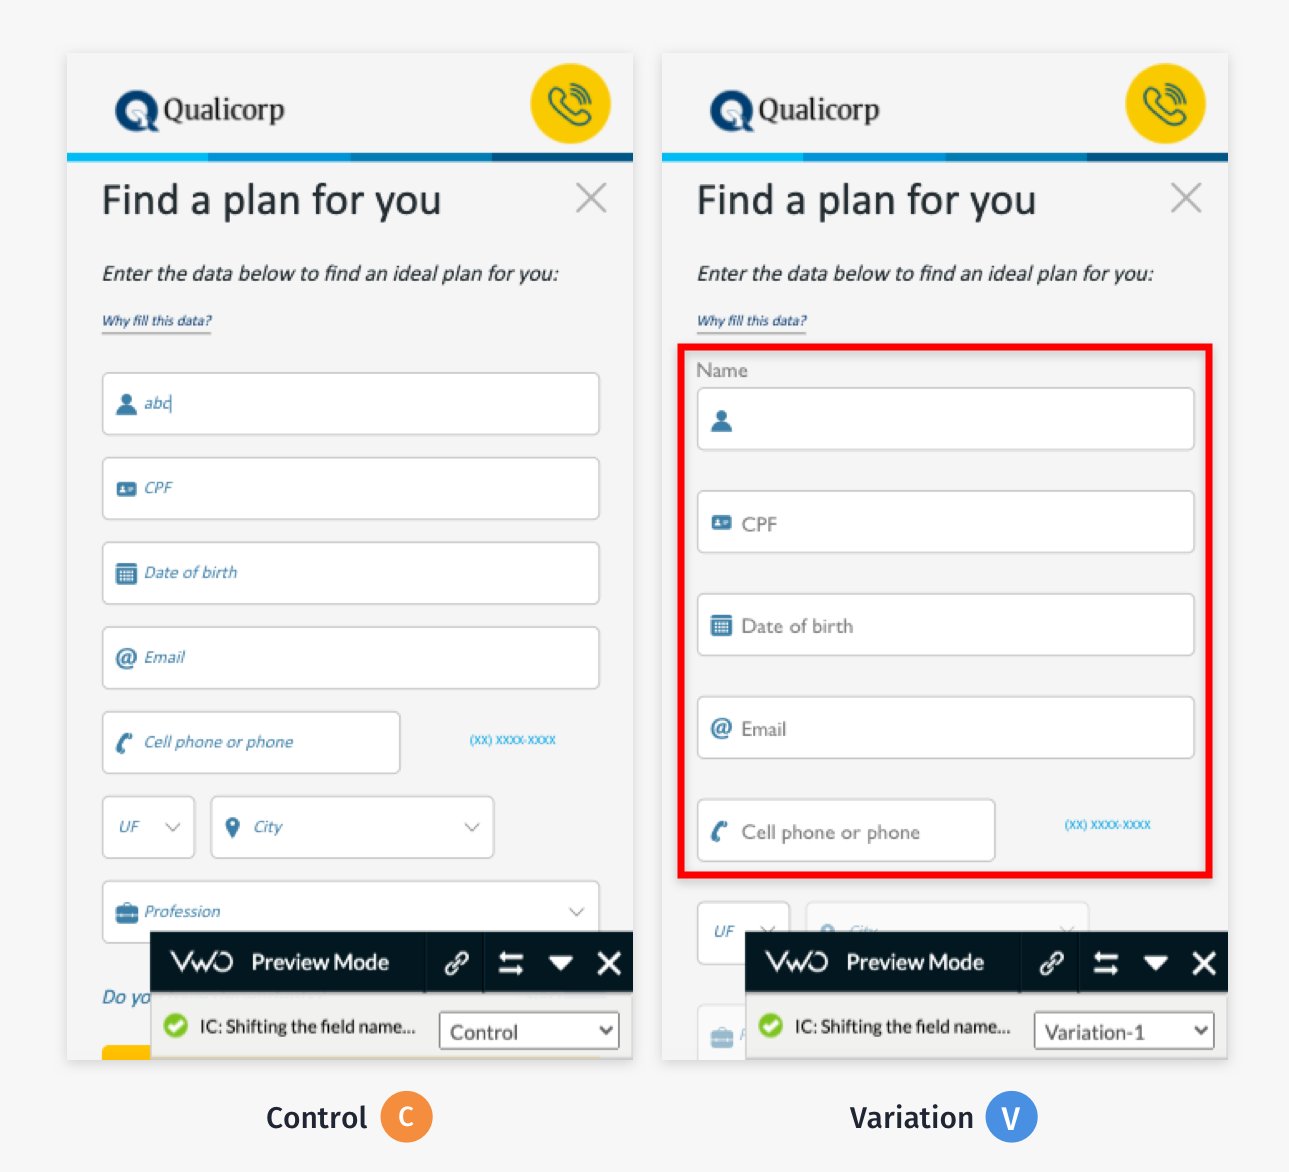 Qualicorp
Find a plan for you
Enter the data below to find an ideal plan for you:
Why fill this data?
abc
CPF
Date of birth
@ Email
Cell phone or phone (XX) XXXX-XXXX
UF City
Profession
Do yo
VWO Preview Mode
IC: Shifting the field name... Control
Control C
Qualicorp
Find a plan for you
Enter the data below to find an ideal plan for you:
Why fill this data?
Name
CPF
Date of birth
@ Email
Cell phone or phone (XX) XXXX-XXXX
UF City
VWO Preview Mode
IC: Shifting the field name... Variation-1
Variation V